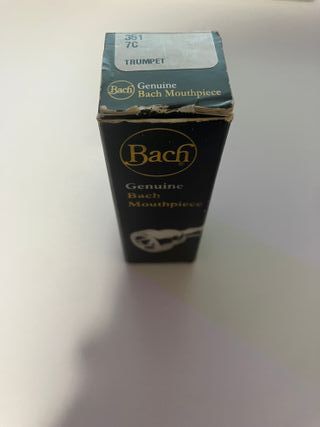 351
7C
TRUMPET
Bach
Genuine
Bach Mouthpiece
Bach
Genuine
Bach
Mouthpiece